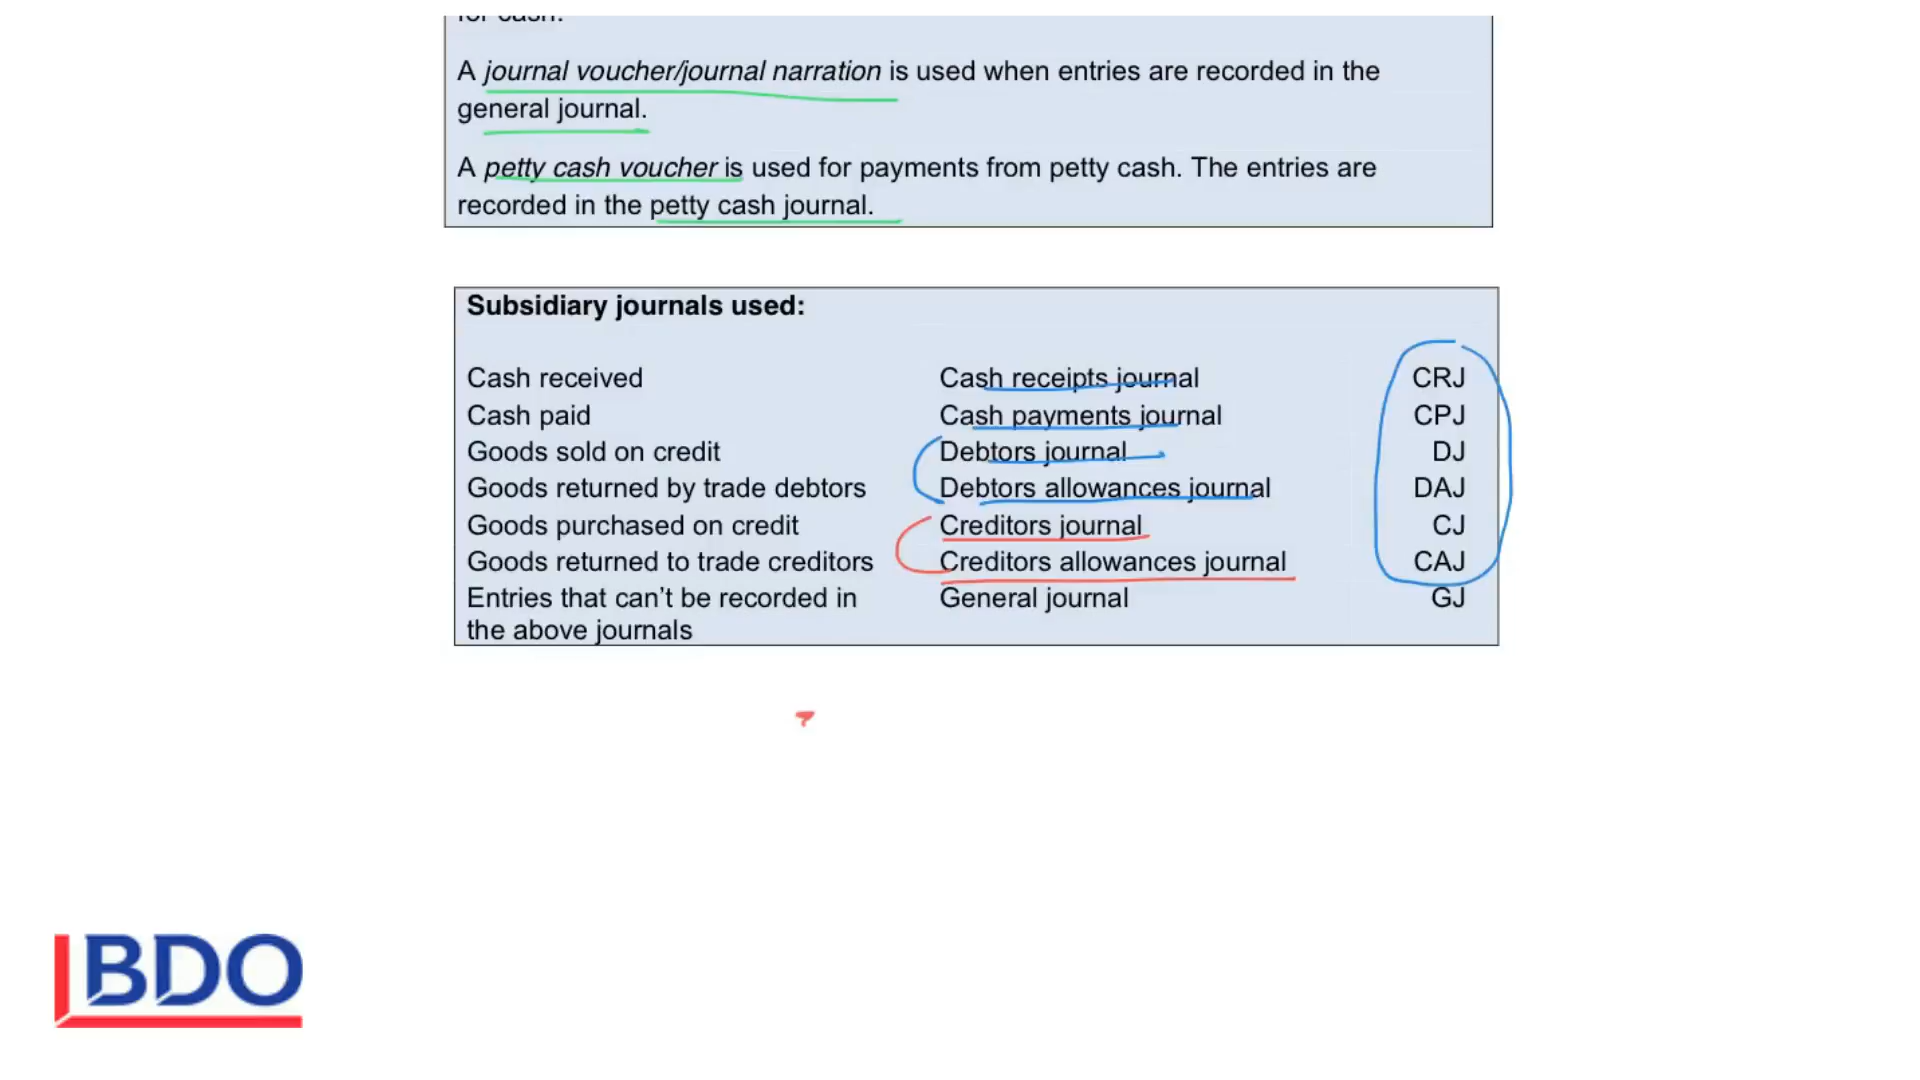 for cash.
A journal voucher/journal narration is used when entries are recorded in the
general journal.
A petty cash voucher is used for payments from petty cash. The entries are
recorded in the petty cash journal.
Subsidiary journals used:
Cash received Cash receipts journal CRJ
Cash paid Cash payments journal CPJ
Goods sold on credit Debtors journal DJ
Goods returned by trade debtors Debtors allowances journal DAJ
Goods purchased on credit Creditors journal CJ
Goods returned to trade creditors Creditors allowances journal CAJ
Entries that can’t be recorded in General journal GJ
the above journals
BDO